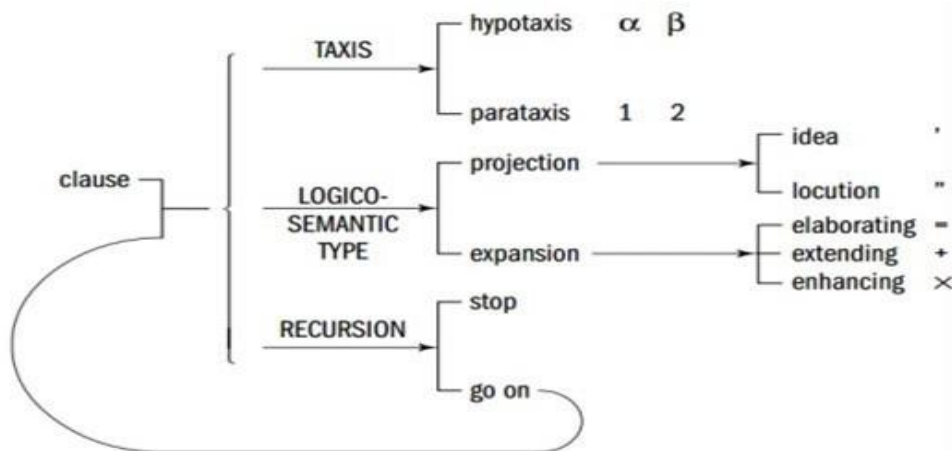 hypotaxis α β
TAXIS
parataxis 1 2
idea '
projection
clause
locution "
LOGICO-
SEMANTIC
TYPE
elaborating =
expansion
extending +
enhancing ×
stop
RECURSION
go on